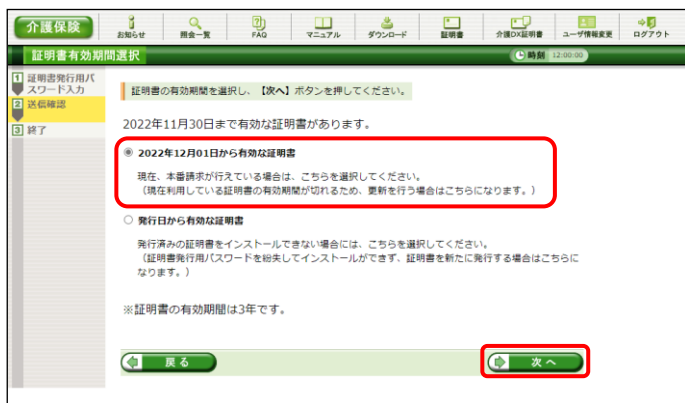 介護保険
お知らせ
照会一覧
FAQ
マニュアル
ダウンロード
証明書
介護DX証明書
ユーザ情報変更
ログアウト
証明書有効期間選択
時刻 12:00:00
1 証明書発行用パ
スワード入力
2 送信確認
3 終了
証明書の有効期間を選択し、【次へ】ボタンを押してください。
2022年11月30日まで有効な証明書があります。
2022年12月01日から有効な証明書
現在、本番請求が行えている場合は、こちらを選択してください。
(現在利用している証明書の有効期間が切れるため、更新を行う場合はこちらになります。)
発行日から有効な証明書
発行済みの証明書をインストールできない場合には、こちらを選択してください。
(証明書発行用パスワードを紛失してインストールができず、証明書を新たに発行する場合はこちらに
なります。)
※証明書の有効期間は3年です。
戻る
次へ